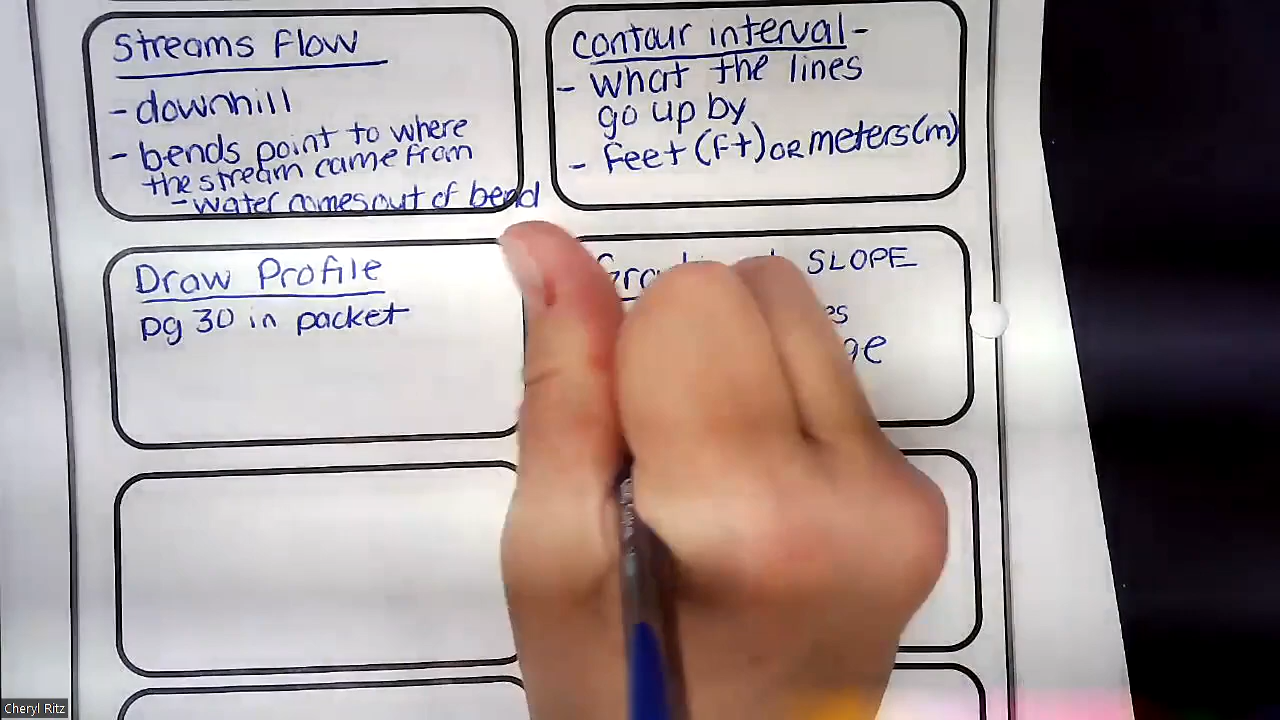 Streams Flow
- downhill
- bends point to where
the stream came from
- water comes out of bend
contour interval-
- what the lines
go up by
- feet (ft) OR meters (m)
Draw Profile
pg 30 in packet
SLOPE
Cheryl Ritz